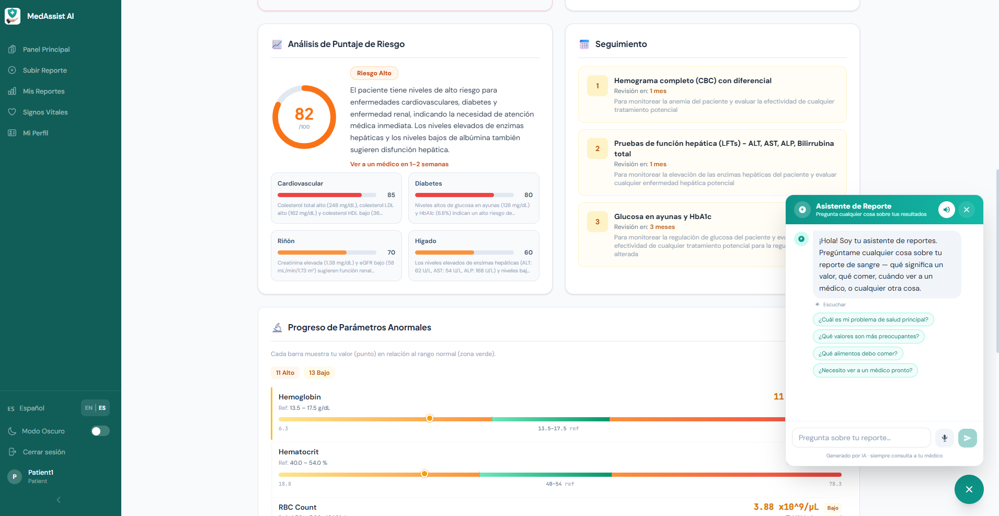 MedAssist AI
Panel Principal
Subir Reporte
Mis Reportes
Signos Vitales
Mi Perfil
ES Español
EN | ES
Modo Oscuro
Cerrar sesión
P
Patient1
Patient
Análisis de Puntaje de Riesgo
82
/100
Riesgo Alto
El paciente tiene niveles de alto riesgo para
enfermedades cardiovasculares, diabetes y
enfermedad renal, indicando la necesidad de atención
médica inmediata. Los niveles elevados de enzimas
hepáticas y los niveles bajos de albúmina también
sugieren disfunción hepática.
Ver a un médico en 1–2 semanas
Cardiovascular
85
Colesterol total alto (248 mg/dL), colesterol LDL
alto (162 mg/dL) y colesterol HDL bajo (36...
Diabetes
80
Niveles altos de glucosa en ayunas (128 mg/dL)
y HbA1c (6.8%) indican un alto riesgo de...
Riñón
70
Creatinina elevada (1.38 mg/dL) y eGFR bajo (58
mL/min/1.73 m²) sugieren función renal...
Hígado
60
Los niveles elevados de enzimas hepáticas (ALT:
62 U/L, AST: 54 U/L, ALP: 168 U/L) y niveles baj...
Seguimiento
1
Hemograma completo (CBC) con diferencial
Revisión en: 1 mes
Para monitorear la anemia del paciente y evaluar la efectividad de cualquier
tratamiento potencial
2
Pruebas de función hepática (LFTs) - ALT, AST, ALP, Bilirrubina
total
Revisión en: 1 mes
Para monitorear la elevación de las enzimas hepáticas del paciente y evaluar
cualquier enfermedad hepática potencial
3
Glucosa en ayunas y HbA1c
Revisión en: 3 meses
Para monitorear la regulación de glucosa del paciente y
efectividad de cualquier tratamiento potencial para la
alterada
Progreso de Parámetros Anormales
Cada barra muestra tu valor (punto) en relación al rango normal (zona verde).
11 Alto
13 Bajo
Hemoglobin
11
Ref: 13.5 – 17.5 g/dL
6.3
13.5–17.5 ref
Hematocrit
Ref: 40.0 – 54.0 %
18.8
40–54 ref
78.3
RBC Count
3.88 x10^9/µL
Bajo
Asistente de Reporte
Pregunta cualquier cosa sobre tus resultados
¡Hola! Soy tu asistente de reportes.
Pregúntame cualquier cosa sobre tu
reporte de sangre — qué significa un
valor, qué comer, cuándo ver a un
médico, o cualquier otra cosa.
Escuchar
¿Cuál es mi problema de salud principal?
¿Qué valores son más preocupantes?
¿Qué alimentos debo comer?
¿Necesito ver a un médico pronto?
Pregunta sobre tu reporte...
Generado por IA · siempre consulta a tu médico